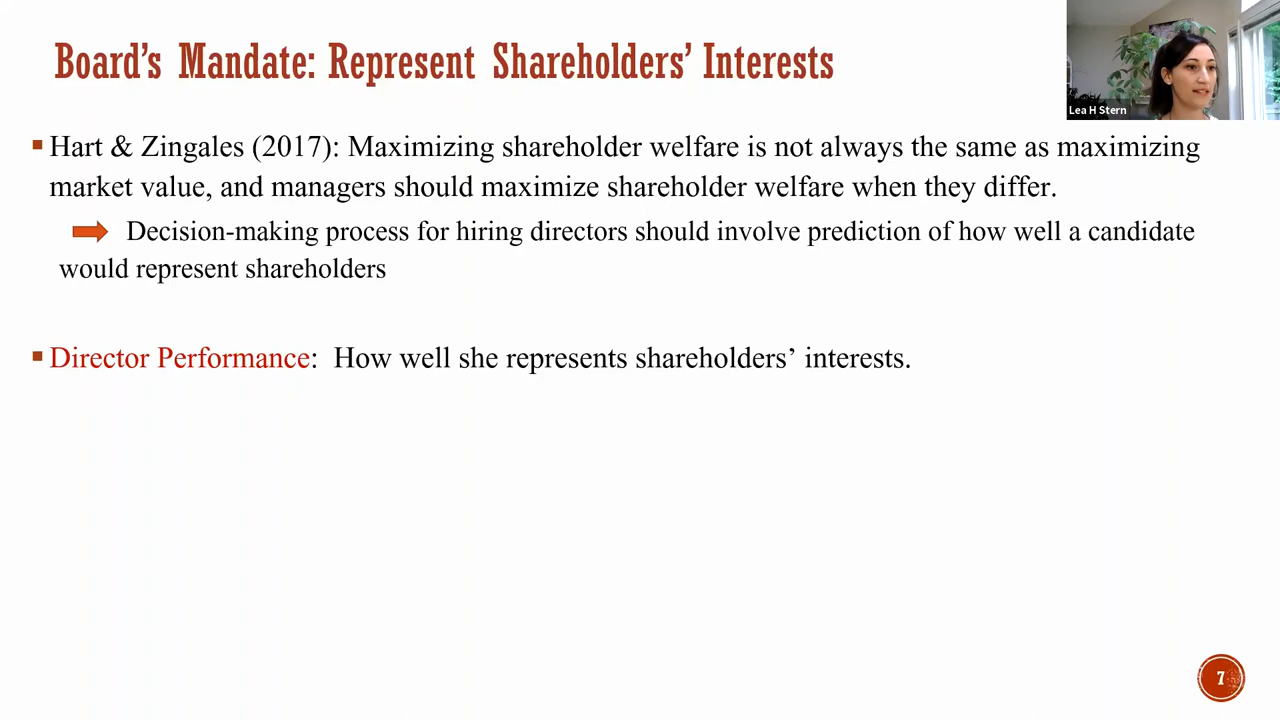 Board's Mandate: Represent Shareholders' Interests
Lea H Stern
Hart & Zingales (2017): Maximizing shareholder welfare is not always the same as maximizing
market value, and managers should maximize shareholder welfare when they differ.
Decision-making process for hiring directors should involve prediction of how well a candidate
would represent shareholders
Director Performance: How well she represents shareholders' interests.
7